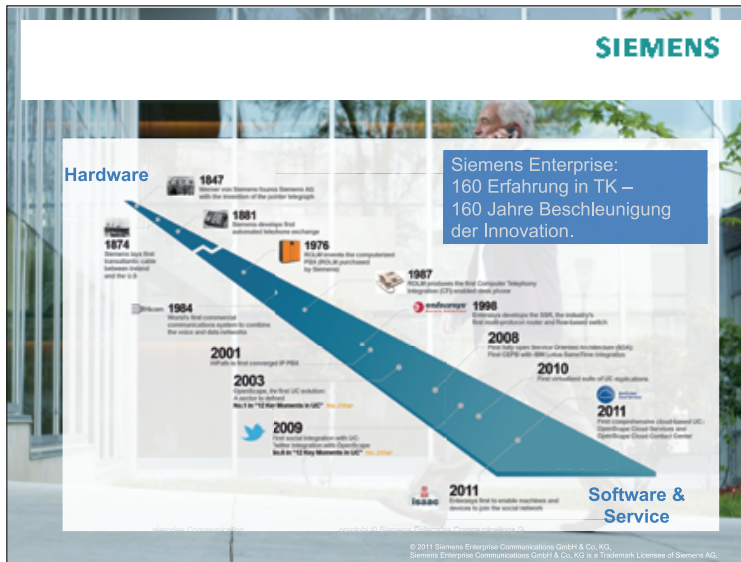 SIEMENS
Hardware
Siemens Enterprise:
160 Erfahrung in TK –
160 Jahre Beschleunigung
der Innovation.
1847
Werner von Siemens founds Siemens AG
with the invention of the pointer telegraph
1881
Siemens develops first
automated telephone exchange
1874
Siemens lays first
transatlantic cable
between Ireland
and the U.S
1976
ROLM invents the computerized
PBX (ROLM purchased
by Siemens)
1987
ROLM produces the first Computer Telephony
Integration (CTI) enabled desk phone
1984
World's first commercial
communications system to combine
the voice and data networks
enterasys
1998
Enterasys develops the SSR, the industry's
first multi-protocol router and flow-based switch
2001
HiPath is first converged IP PBX
2008
First fully open Service Oriented Architecture (SOA)
First CEPB with IBM Lotus SameTime integration
2003
OpenScape, the first UC solution:
A sector is defined
No.1 in "12 Key Moments in UC"
2010
First virtualized suite of UC applications
2009
First social integration with UC:
Twitter integration with OpenScape
No.8 in "12 Key Moments in UC"
2011
First comprehensive cloud-based UC:
OpenScape Cloud Services and
OpenScape Cloud Contact Center
isaac
2011
Enterasys first to enable machines and
devices to join the social network
Software &
Service
© 2011 Siemens Enterprise Communications GmbH & Co, KG,
Siemens Enterprise Communications GmbH & Co, KG is a Trademark Licensee of Siemens AG,